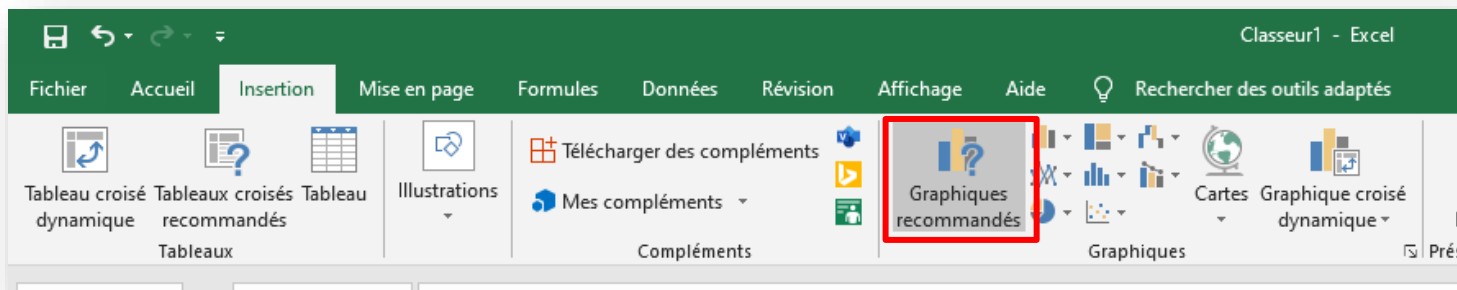 Classeur1 - Excel
Fichier Accueil Insertion Mise en page Formules Données Révision Affichage Aide Rechercher des outils adaptés
Tableau croisé dynamique
Tableaux croisés recommandés
Tableau
Tableaux
Illustrations
Télécharger des compléments
Mes compléments
Compléments
Graphiques recommandés
Cartes
Graphique croisé dynamique
Graphiques